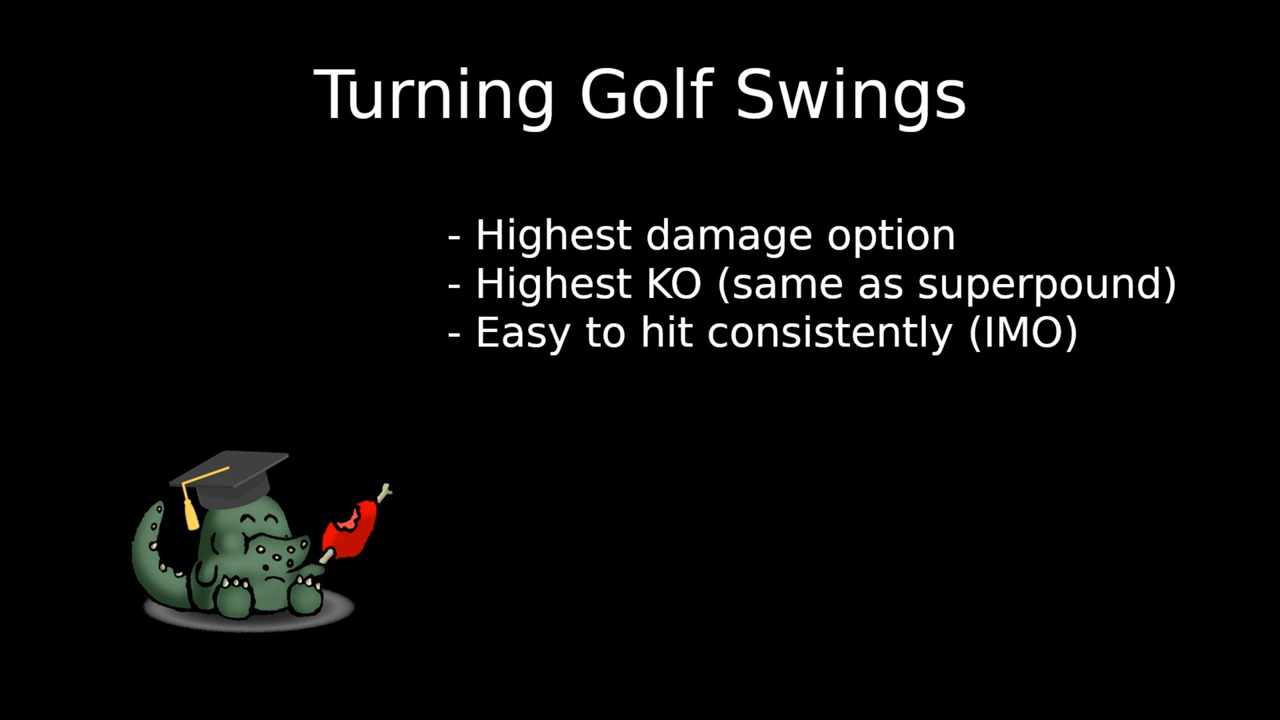 Turning Golf Swings
- Highest damage option
- Highest KO (same as superpound)
- Easy to hit consistently (IMO)